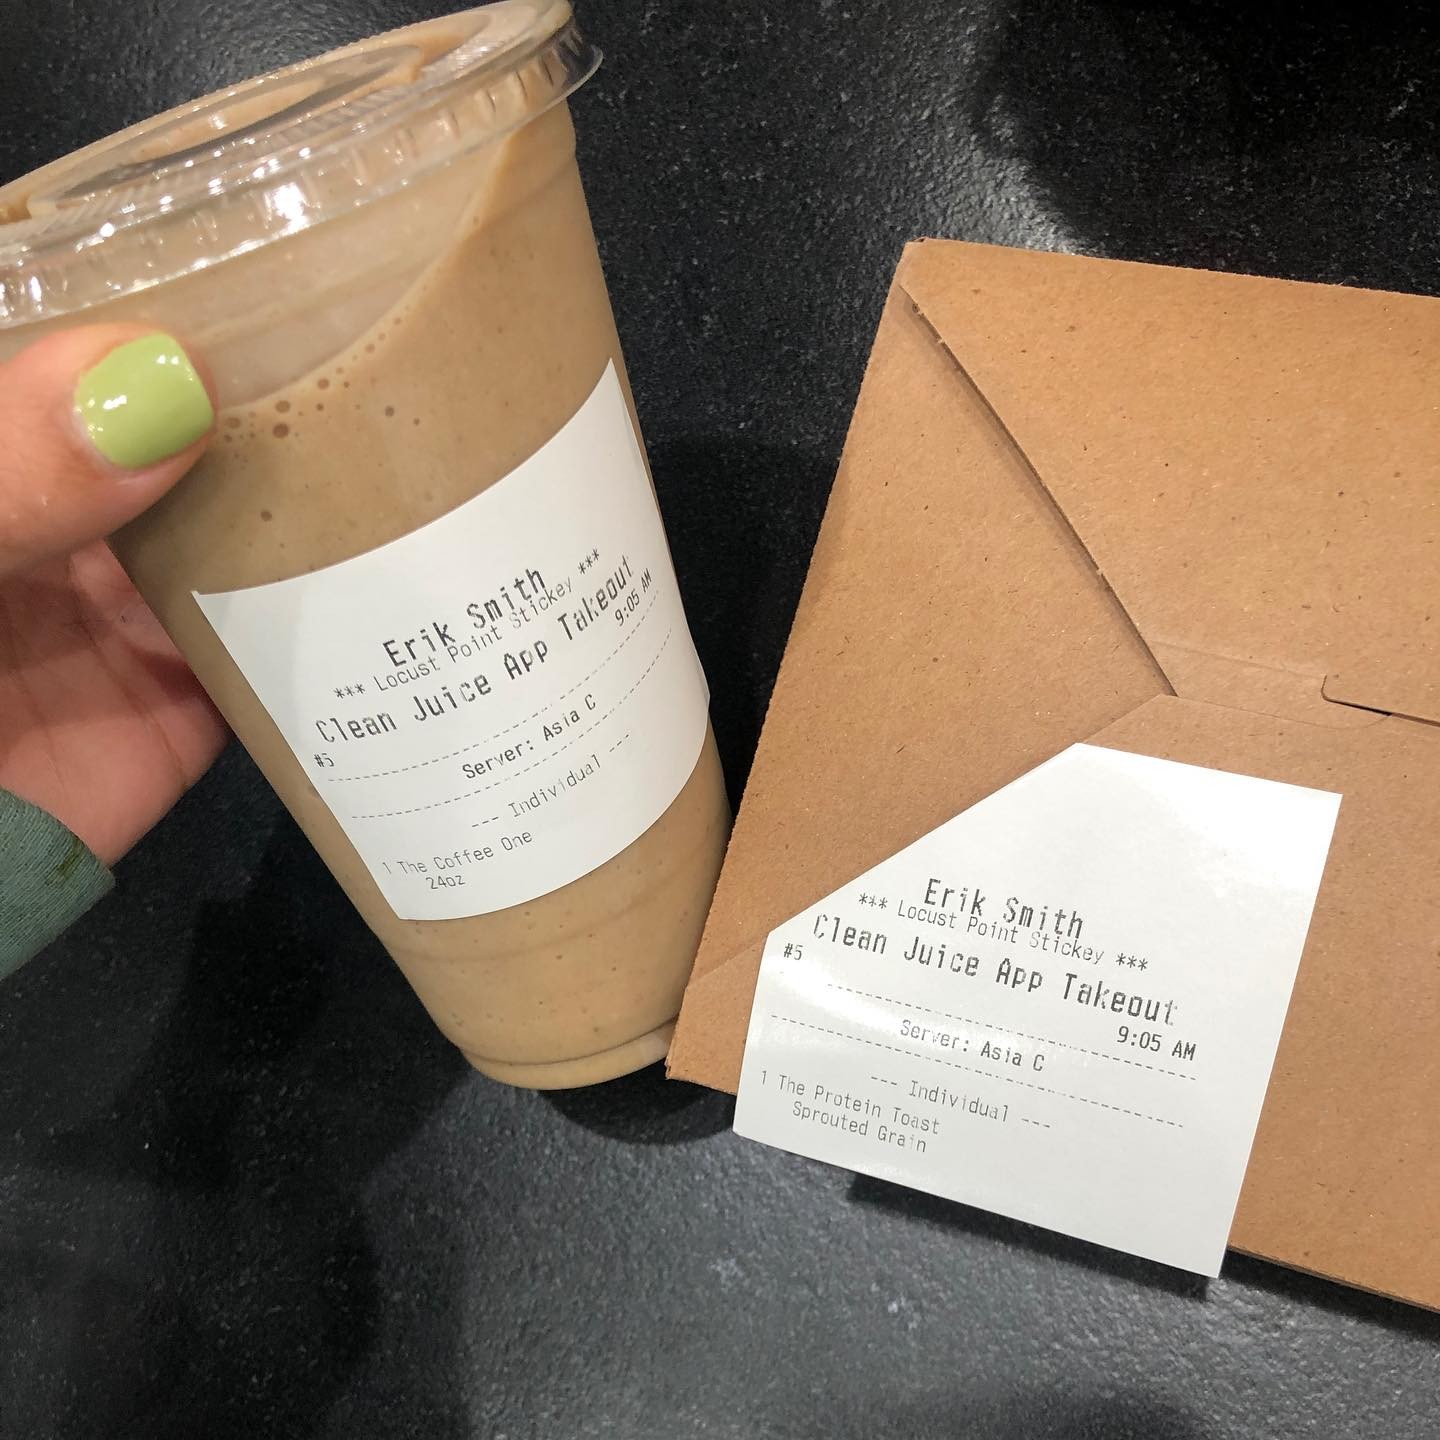 Erik Smith
*** Locust Point Stickey ***
Clean Juice App Takeout
#5 9:05 AM
Server: Asia C
--- Individual ---
1 The Coffee One
24oz
Erik Smith
*** Locust Point Stickey ***
Clean Juice App Takeout
#5 9:05 AM
Server: Asia C
--- Individual ---
1 The Protein Toast
Sprouted Grain